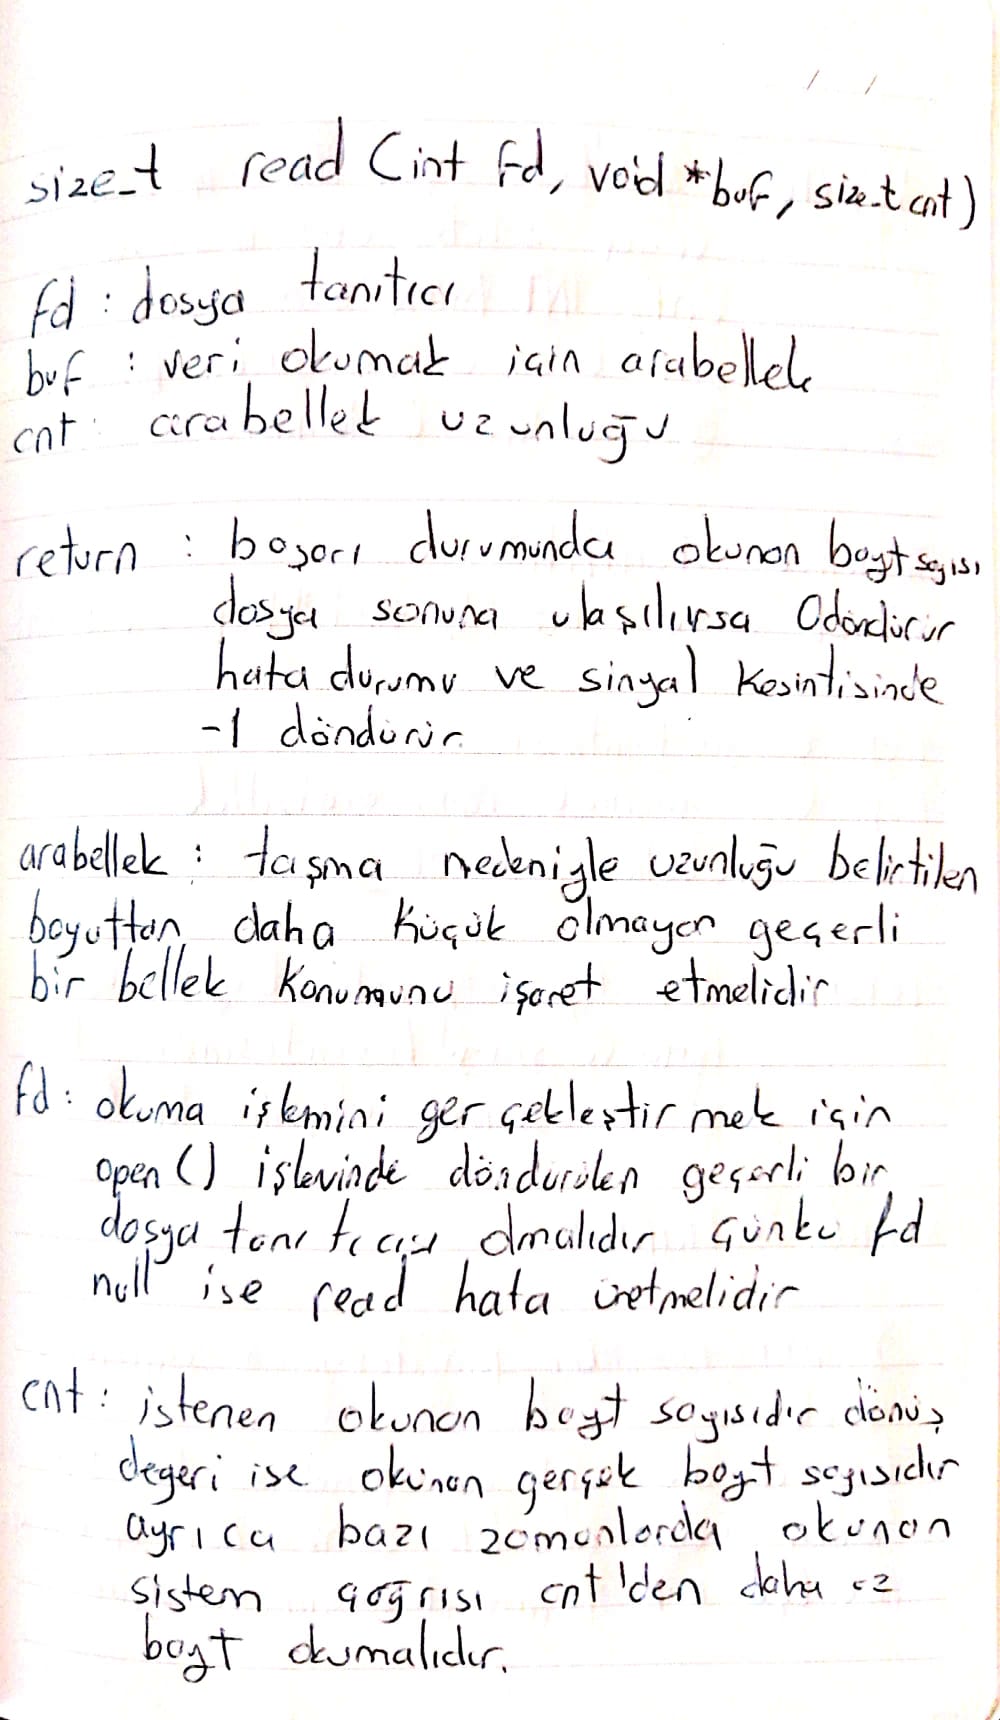 size_t read (int fd, void *buf, size_t cnt)
fd : dosya tanıtıcı
buf : veri okumak için arabellek
cnt : arabellek uzunluğu
return : başarı durumunda okunan bayt sayısı
dosya sonuna ulaşılırsa 0 döndürür
hata durumu ve sinyal kesintisinde
-1 döndürür.
arabellek : taşma nedeniyle uzunluğu belirtilen
boyuttan daha küçük olmayan geçerli
bir bellek konumunu işaret etmelidir
fd : okuma işlemini gerçekleştirmek için
open () işlevinde döndürülen geçerli bir
dosya tanıtıcısı olmalıdır çünkü fd
null ise read hata üretmelidir
cnt : istenen okunan bayt sayısıdır dönüş
değeri ise okunan gerçek bayt sayısıdır
ayrıca bazı zamanlarda okunan
sistem çağrısı cnt'den daha az
bayt okumalıdır.